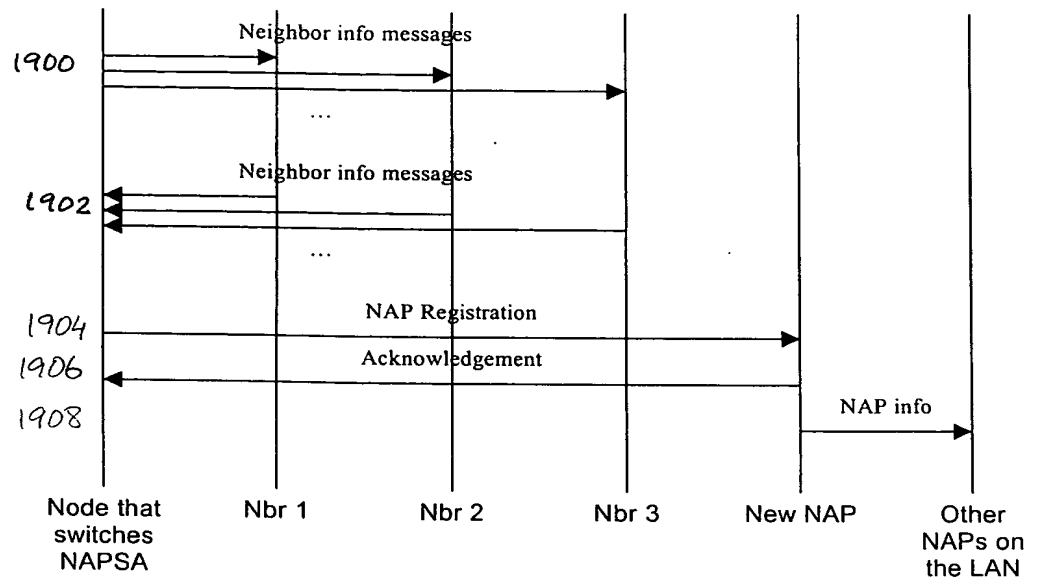 Neighbor info messages
1900
...
Neighbor info messages
1902
...
1904
NAP Registration
1906
Acknowledgement
1908
NAP info
Node that
switches
NAPSA
Nbr 1
Nbr 2
Nbr 3
New NAP
Other
NAPs on
the LAN